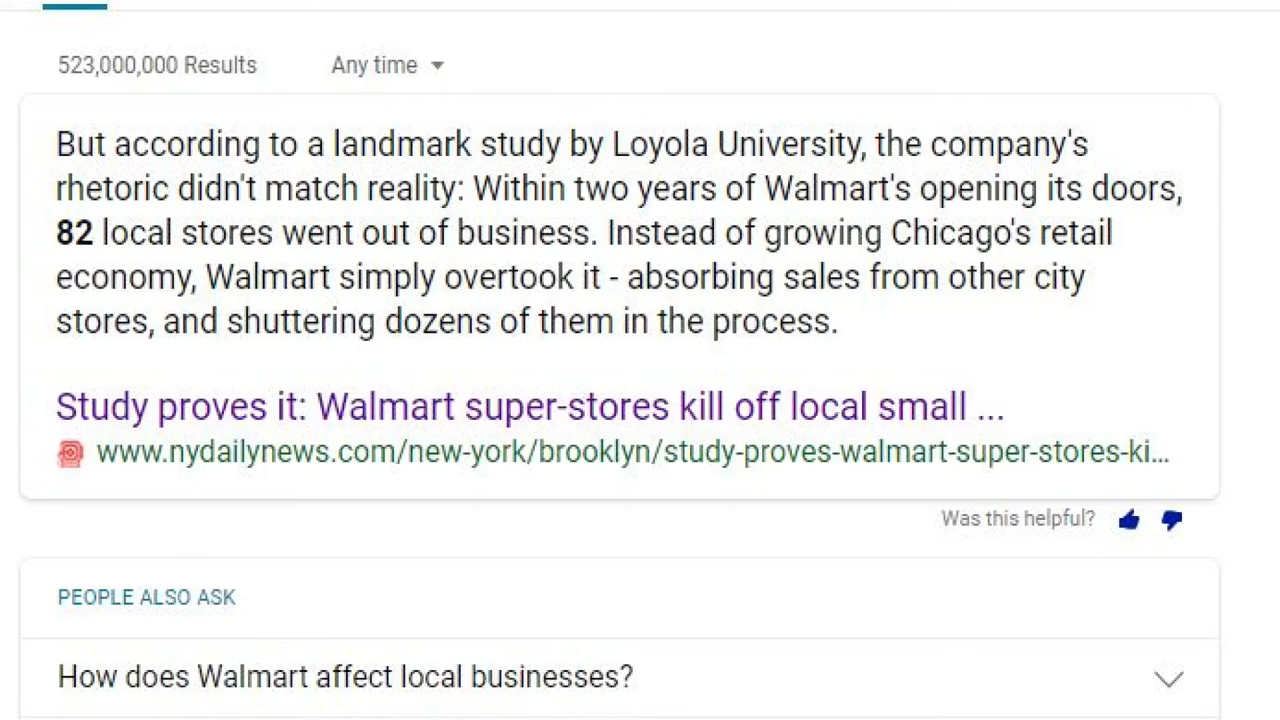 523,000,000 Results Any time
But according to a landmark study by Loyola University, the company's
rhetoric didn't match reality: Within two years of Walmart's opening its doors,
82 local stores went out of business. Instead of growing Chicago's retail
economy, Walmart simply overtook it - absorbing sales from other city
stores, and shuttering dozens of them in the process.
Study proves it: Walmart super-stores kill off local small ...
www.nydailynews.com/new-york/brooklyn/study-proves-walmart-super-stores-ki...
Was this helpful?
PEOPLE ALSO ASK
How does Walmart affect local businesses?